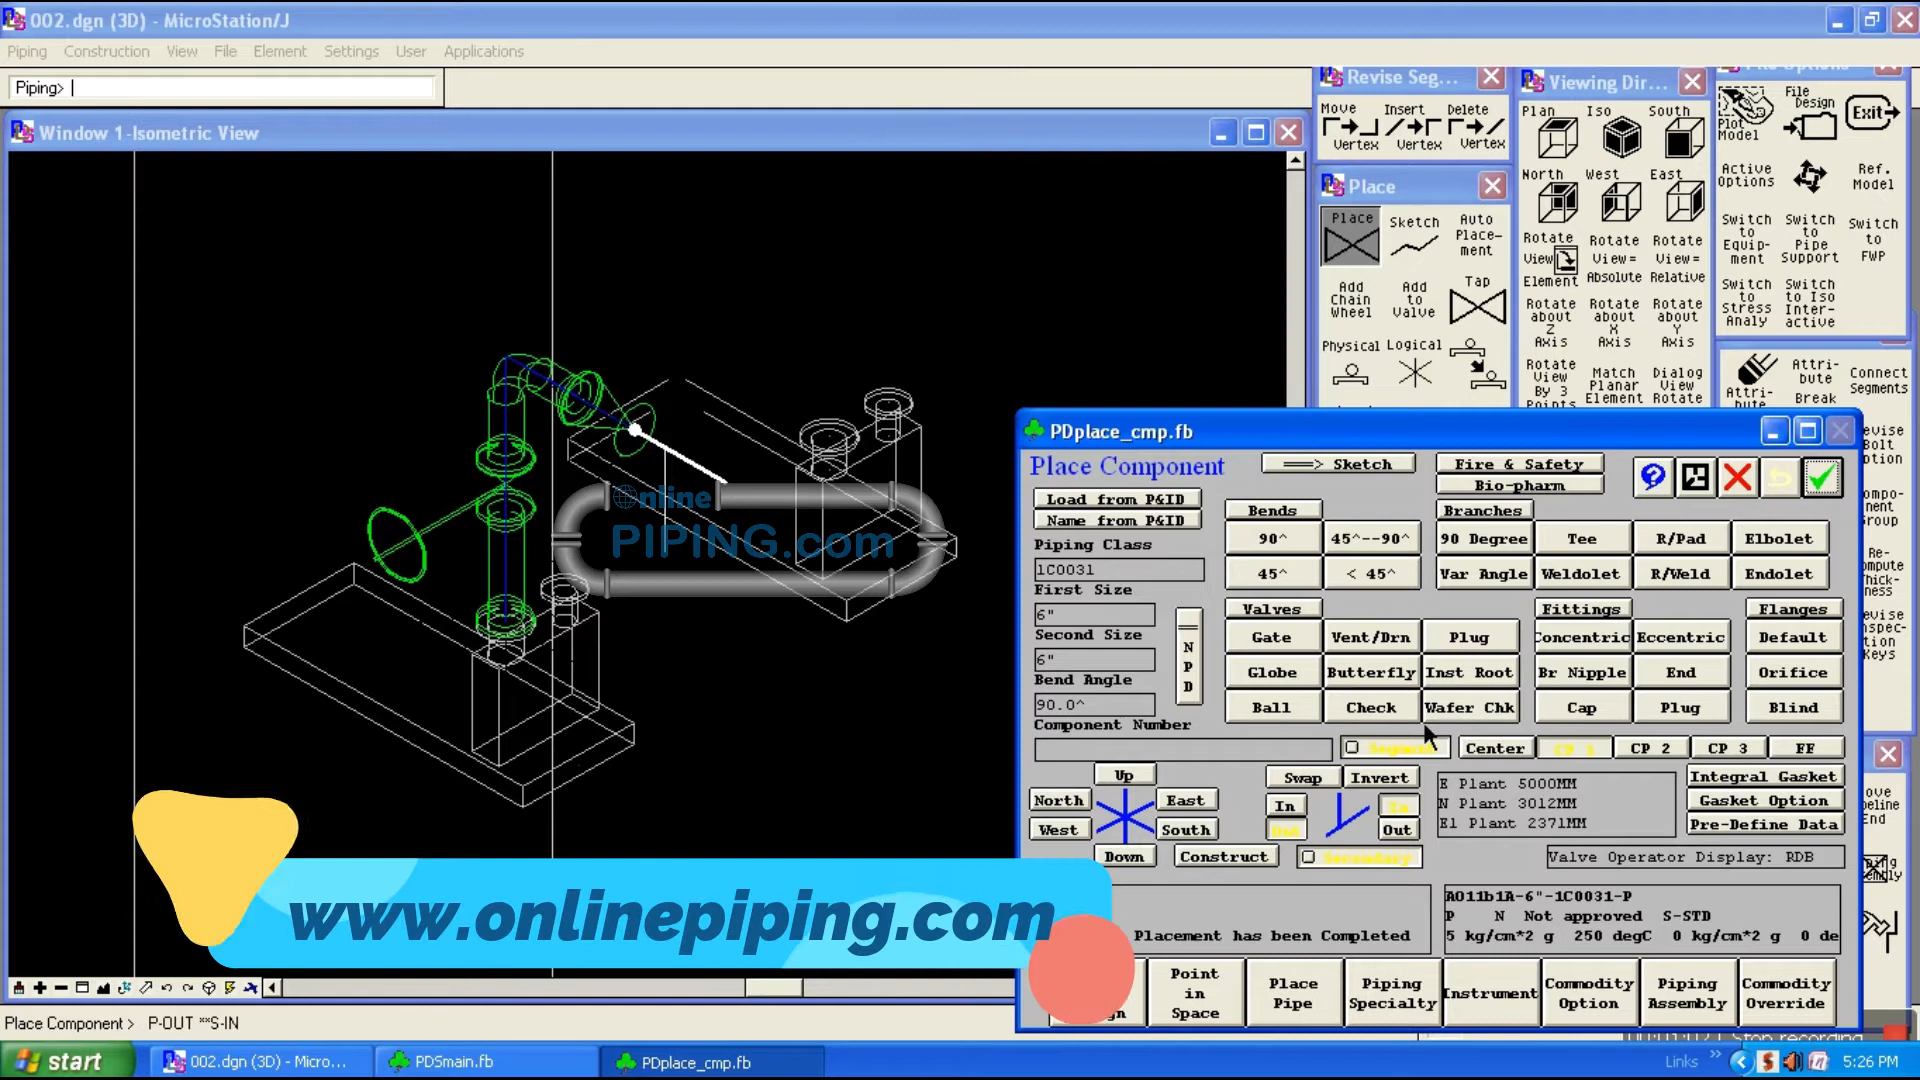 002.dgn (3D) - MicroStation/J
Piping Construction View File Element Settings User Applications
Piping>
Window 1-Isometric View
Revise Seg...
Move Vertex
Insert Vertex
Delete Vertex
Place
Place
Sketch
Auto Place-ment
Add Chain Wheel
Add to Valve
Tap
Physical
Logical
Viewing Dir...
Plan
Iso
South
North
West
East
Rotate View Element
Rotate View= Absolute
Rotate View= Relative
Rotate about Z Axis
Rotate about X Axis
Rotate about Y Axis
Rotate View By 3 Points
Match Planar Element
Dialog View Rotate
Plot Model
File Design
Exit
Active Options
Ref. Model
Switch to Equip-ment
Switch to Pipe Support
Switch to FWP
Switch to Stress Analy
Switch to Iso Inter-active
Attri-bute Break
Connect Segments
Online
PIPING.com
PDplace_cmp.fb
Place Component
===> Sketch
Fire & Safety
Bio-pharm
Load from P&ID
Name from P&ID
Piping Class
1C0031
First Size
6"
Second Size
6"
Bend Angle
90.0^
Component Number
N
P
D
Bends
90^ 45^--90^
45^ < 45^
Branches
90 Degree Tee R/Pad Elbolet
Var Angle Weldolet R/Weld Endolet
Valves
Gate Vent/Drn Plug
Globe Butterfly Inst Root
Ball Check Wafer Chk
Fittings
Concentric Eccentric
Br Nipple End
Cap Plug
Flanges
Default
Orifice
Blind
Center CP 1 CP 2 CP 3 FF
Up
North East
West South
Down
Construct
Swap Invert
In In
Out Out
Secondary
E Plant 5000MM
N Plant 3012MM
El Plant 2371MM
Integral Gasket
Gasket Option
Pre-Define Data
Valve Operator Display: RDB
Placement has been Completed
A011b1A-6"-1C0031-P
P N Not approved S-STD
5 kg/cm*2 g 250 degC 0 kg/cm*2 g 0 de
Point in Space
Place Pipe
Piping Specialty
Instrument
Commodity Option
Piping Assembly
Commodity Override
www.onlinepiping.com
Place Component > P-OUT **S-IN
start
002.dgn (3D) - Micro...
PDSmain.fb
PDplace_cmp.fb
Links
5:26 PM